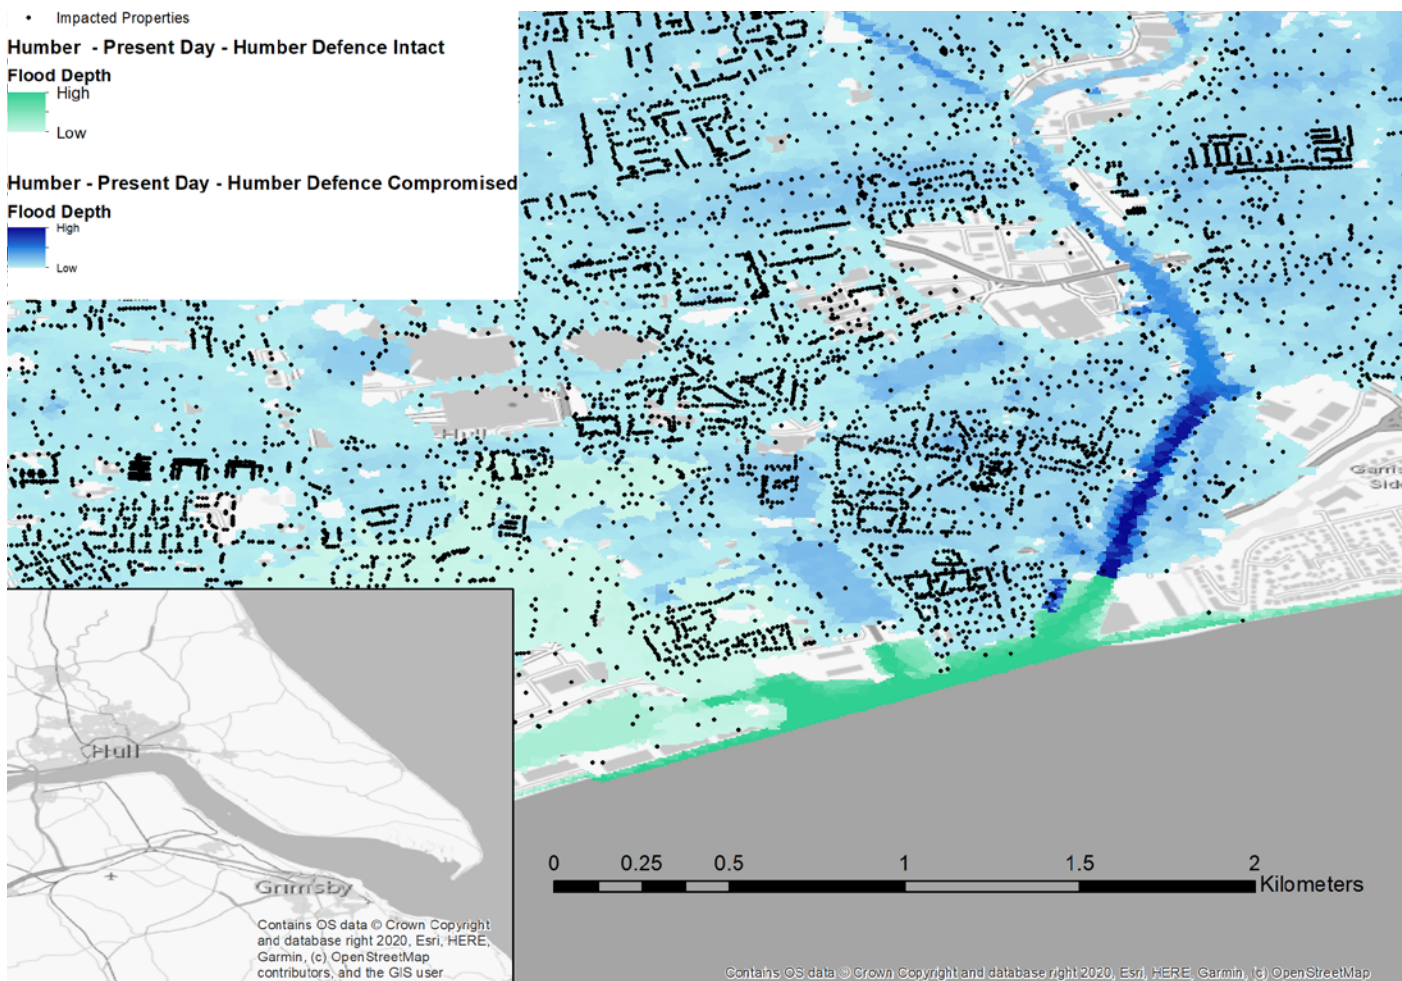 Impacted Properties
Humber - Present Day - Humber Defence Intact
Flood Depth
High
Low
Humber - Present Day - Humber Defence Compromised
Flood Depth
High
Low
Hull
Garris
Side
Hull
Grimsby
Contains OS data © Crown Copyright
and database right 2020, Esri, HERE,
Garmin, (c) OpenStreetMap
contributors, and the GIS user
0 0.25 0.5 1 1.5 2
Kilometers
Contains OS data © Crown Copyright and database right 2020, Esri, HERE, Garmin, (c) OpenStreetMap